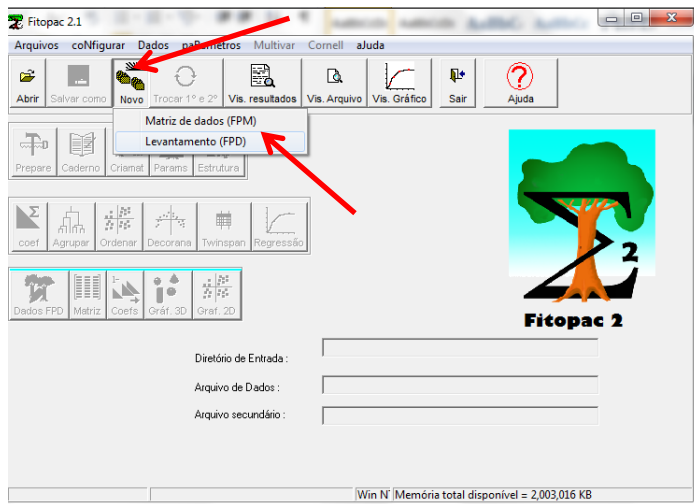 Fitopac 2.1
Arquivos coNfigurar Dados paRametros Multivar Cornell aJuda
Abrir Salvar como Novo Trocar 1º e 2º Vis. resultados Vis. Arquivo Vis. Gráfico Sair Ajuda
Matriz de dados (FPM)
Levantamento (FPD)
Prepare Caderno Criamat Params Estrutura
coef Agrupar Ordenar Decorana Twinspan Regressão
2
Dados FPD Matriz Coefs Gráf. 3D Graf. 2D
Fitopac 2
Diretório de Entrada :
Arquivo de Dados :
Arquivo secundário :
Win N Memória total disponível = 2,003,016 KB